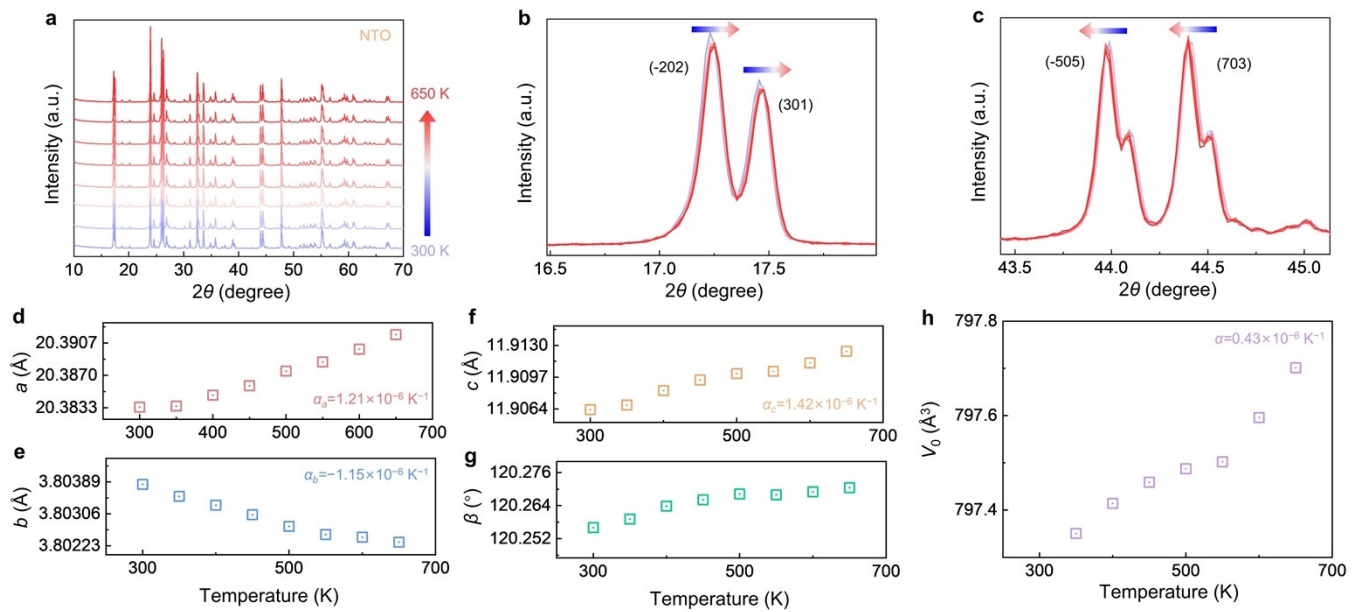 a
NTO
650 K
300 K
Intensity (a.u.)
10 20 30 40 50 60 70
2θ (degree)
b
(-202)
(301)
Intensity (a.u.)
16.5 17.0 17.5
2θ (degree)
c
(-505)
(703)
Intensity (a.u.)
43.5 44.0 44.5 45.0
2θ (degree)
d
a (Å)
20.3907
20.3870
20.3833
αa=1.21×10⁻⁶ K⁻¹
300 400 500 600 700
e
b (Å)
3.80389
3.80306
3.80223
αb=−1.15×10⁻⁶ K⁻¹
300 500 700
Temperature (K)
f
c (Å)
11.9130
11.9097
11.9064
αc=1.42×10⁻⁶ K⁻¹
300 500 700
g
β (°)
120.276
120.264
120.252
300 500 700
Temperature (K)
h
V₀ (Å³)
797.8
797.6
797.4
α=0.43×10⁻⁶ K⁻¹
300 500 700
Temperature (K)